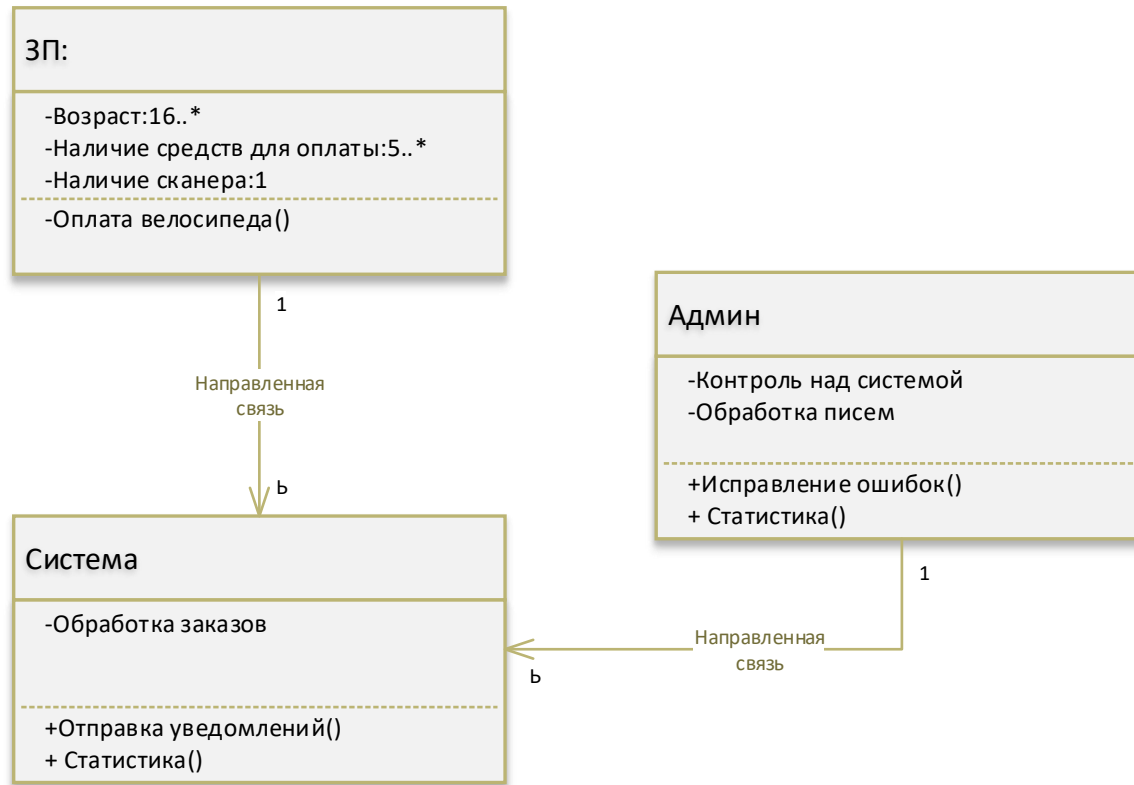 ЗП:
-Возраст:16..*
-Наличие средств для оплаты:5..*
-Наличие сканера:1
-Оплата велосипеда()
1
Направленная
связь
Ь
Админ
-Контроль над системой
-Обработка писем
+Исправление ошибок()
+ Статистика()
1
Направленная
связь
Ь
Система
-Обработка заказов
+Отправка уведомлений()
+ Статистика()